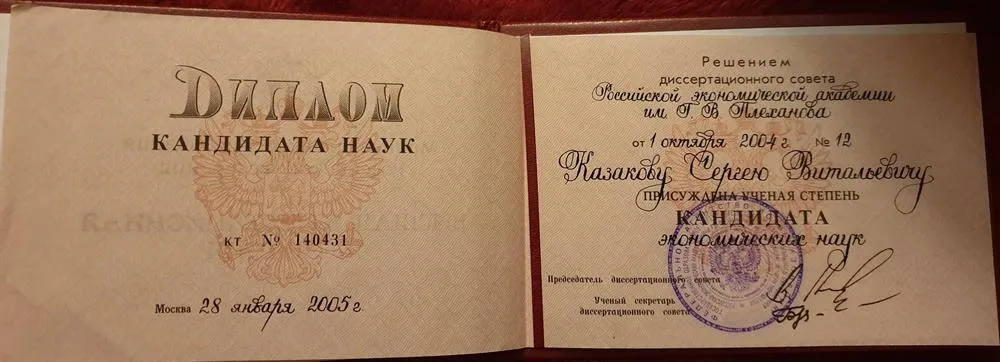 Диплом
КАНДИДАТА НАУК
КТ № 140431
Москва 28 января 2005 г.
Решением
диссертационного совета
Российской экономической академии
им. Г. В. Плеханова
от 1 октября 2004 г. № 12
Казакову Сергею Витальевичу
ПРИСУЖДЕНА УЧЕНАЯ СТЕПЕНЬ
КАНДИДАТА
экономических наук
Председатель диссертационного совета
Ученый секретарь
диссертационного совета